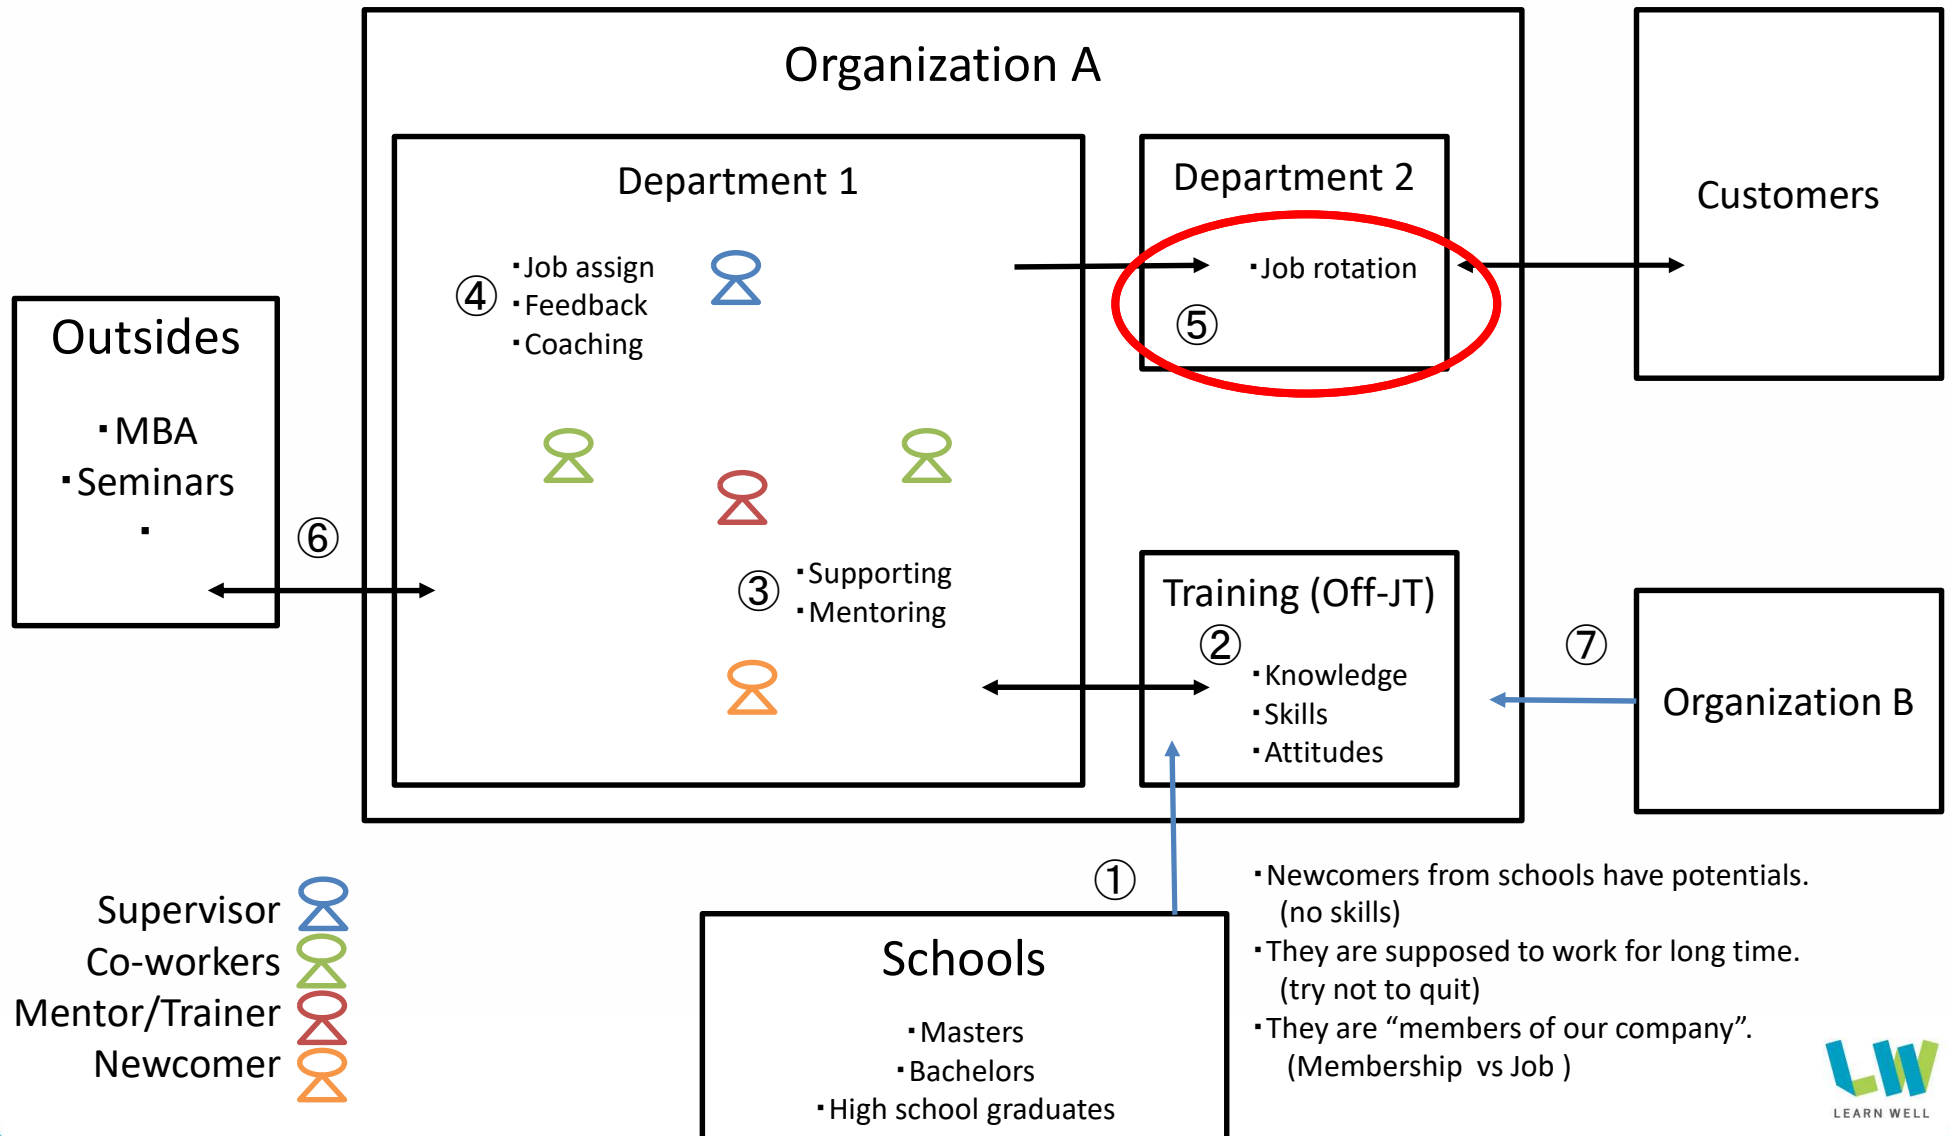 Organization A
Department 1
Department 2
Customers
④
・Job assign
・Feedback
・Coaching
・Job rotation
⑤
Outsides
・MBA
・Seminars
・
⑥
③
・Supporting
・Mentoring
Training (Off-JT)
②
・Knowledge
・Skills
・Attitudes
⑦
Organization B
①
Supervisor
Co-workers
Mentor/Trainer
Newcomer
Schools
・Masters
・Bachelors
・High school graduates
・Newcomers from schools have potentials.
(no skills)
・They are supposed to work for long time.
(try not to quit)
・They are “members of our company”.
(Membership vs Job )
LW
LEARN WELL